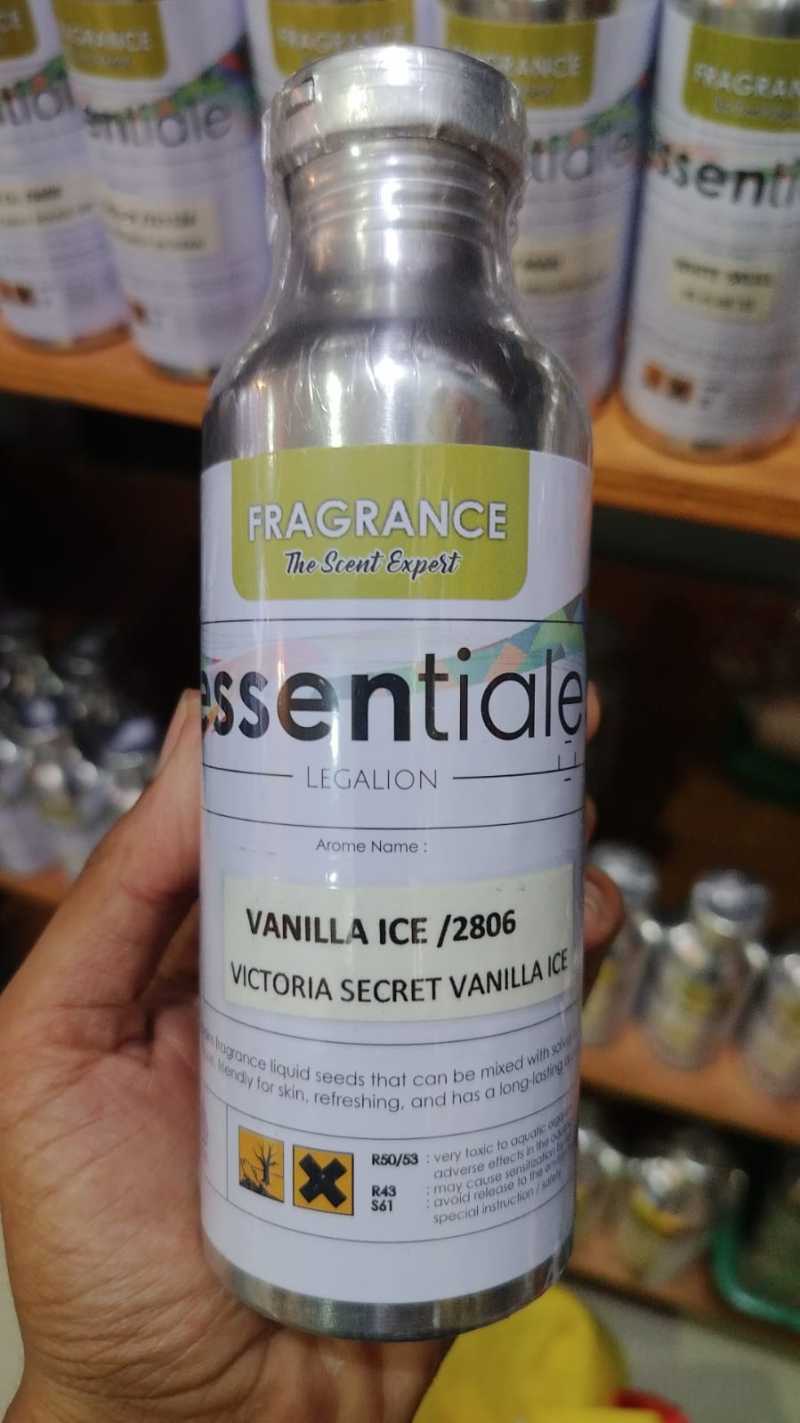 FRAGRANCE
The Scent Expert
essentiale
LEGALION
Arome Name :
VANILLA ICE /2806
VICTORIA SECRET VANILLA ICE
fragrance liquid seeds that can be mixed with
friendly for skin, refreshing, and has a long-lasting
R50/53 : very toxic to aquatic
adverse effects in the
R43 : may cause sensitization
S61 : avoid release to the
special instruction / safety
FRAGRANCE
essenti